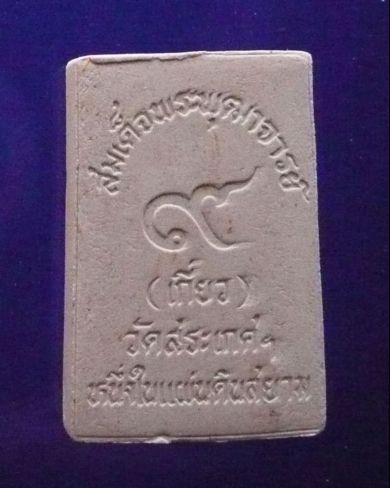 สมเด็จพระพุฒาจารย์
๙
(เกี่ยว)
วัดสระเกศฯ
หนึ่งในแผ่นดินสยาม